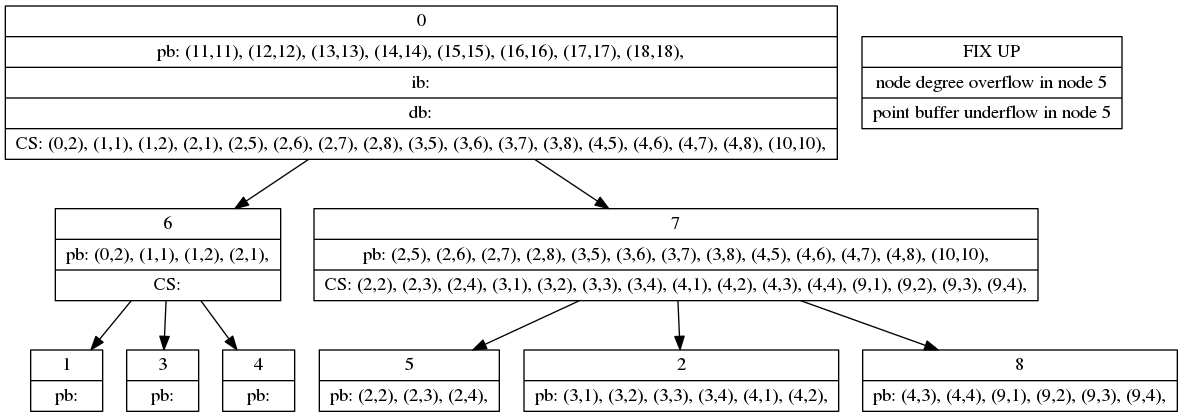 0
pb: (11,11), (12,12), (13,13), (14,14), (15,15), (16,16), (17,17), (18,18),
ib:
db:
CS: (0,2), (1,1), (1,2), (2,1), (2,5), (2,6), (2,7), (2,8), (3,5), (3,6), (3,7), (3,8), (4,5), (4,6), (4,7), (4,8), (10,10),
FIX UP
node degree overflow in node 5
point buffer underflow in node 5
6
pb: (0,2), (1,1), (1,2), (2,1),
CS:
7
pb: (2,5), (2,6), (2,7), (2,8), (3,5), (3,6), (3,7), (3,8), (4,5), (4,6), (4,7), (4,8), (10,10),
CS: (2,2), (2,3), (2,4), (3,1), (3,2), (3,3), (3,4), (4,1), (4,2), (4,3), (4,4), (9,1), (9,2), (9,3), (9,4),
1
pb:
3
pb:
4
pb:
5
pb: (2,2), (2,3), (2,4),
2
pb: (3,1), (3,2), (3,3), (3,4), (4,1), (4,2),
8
pb: (4,3), (4,4), (9,1), (9,2), (9,3), (9,4),